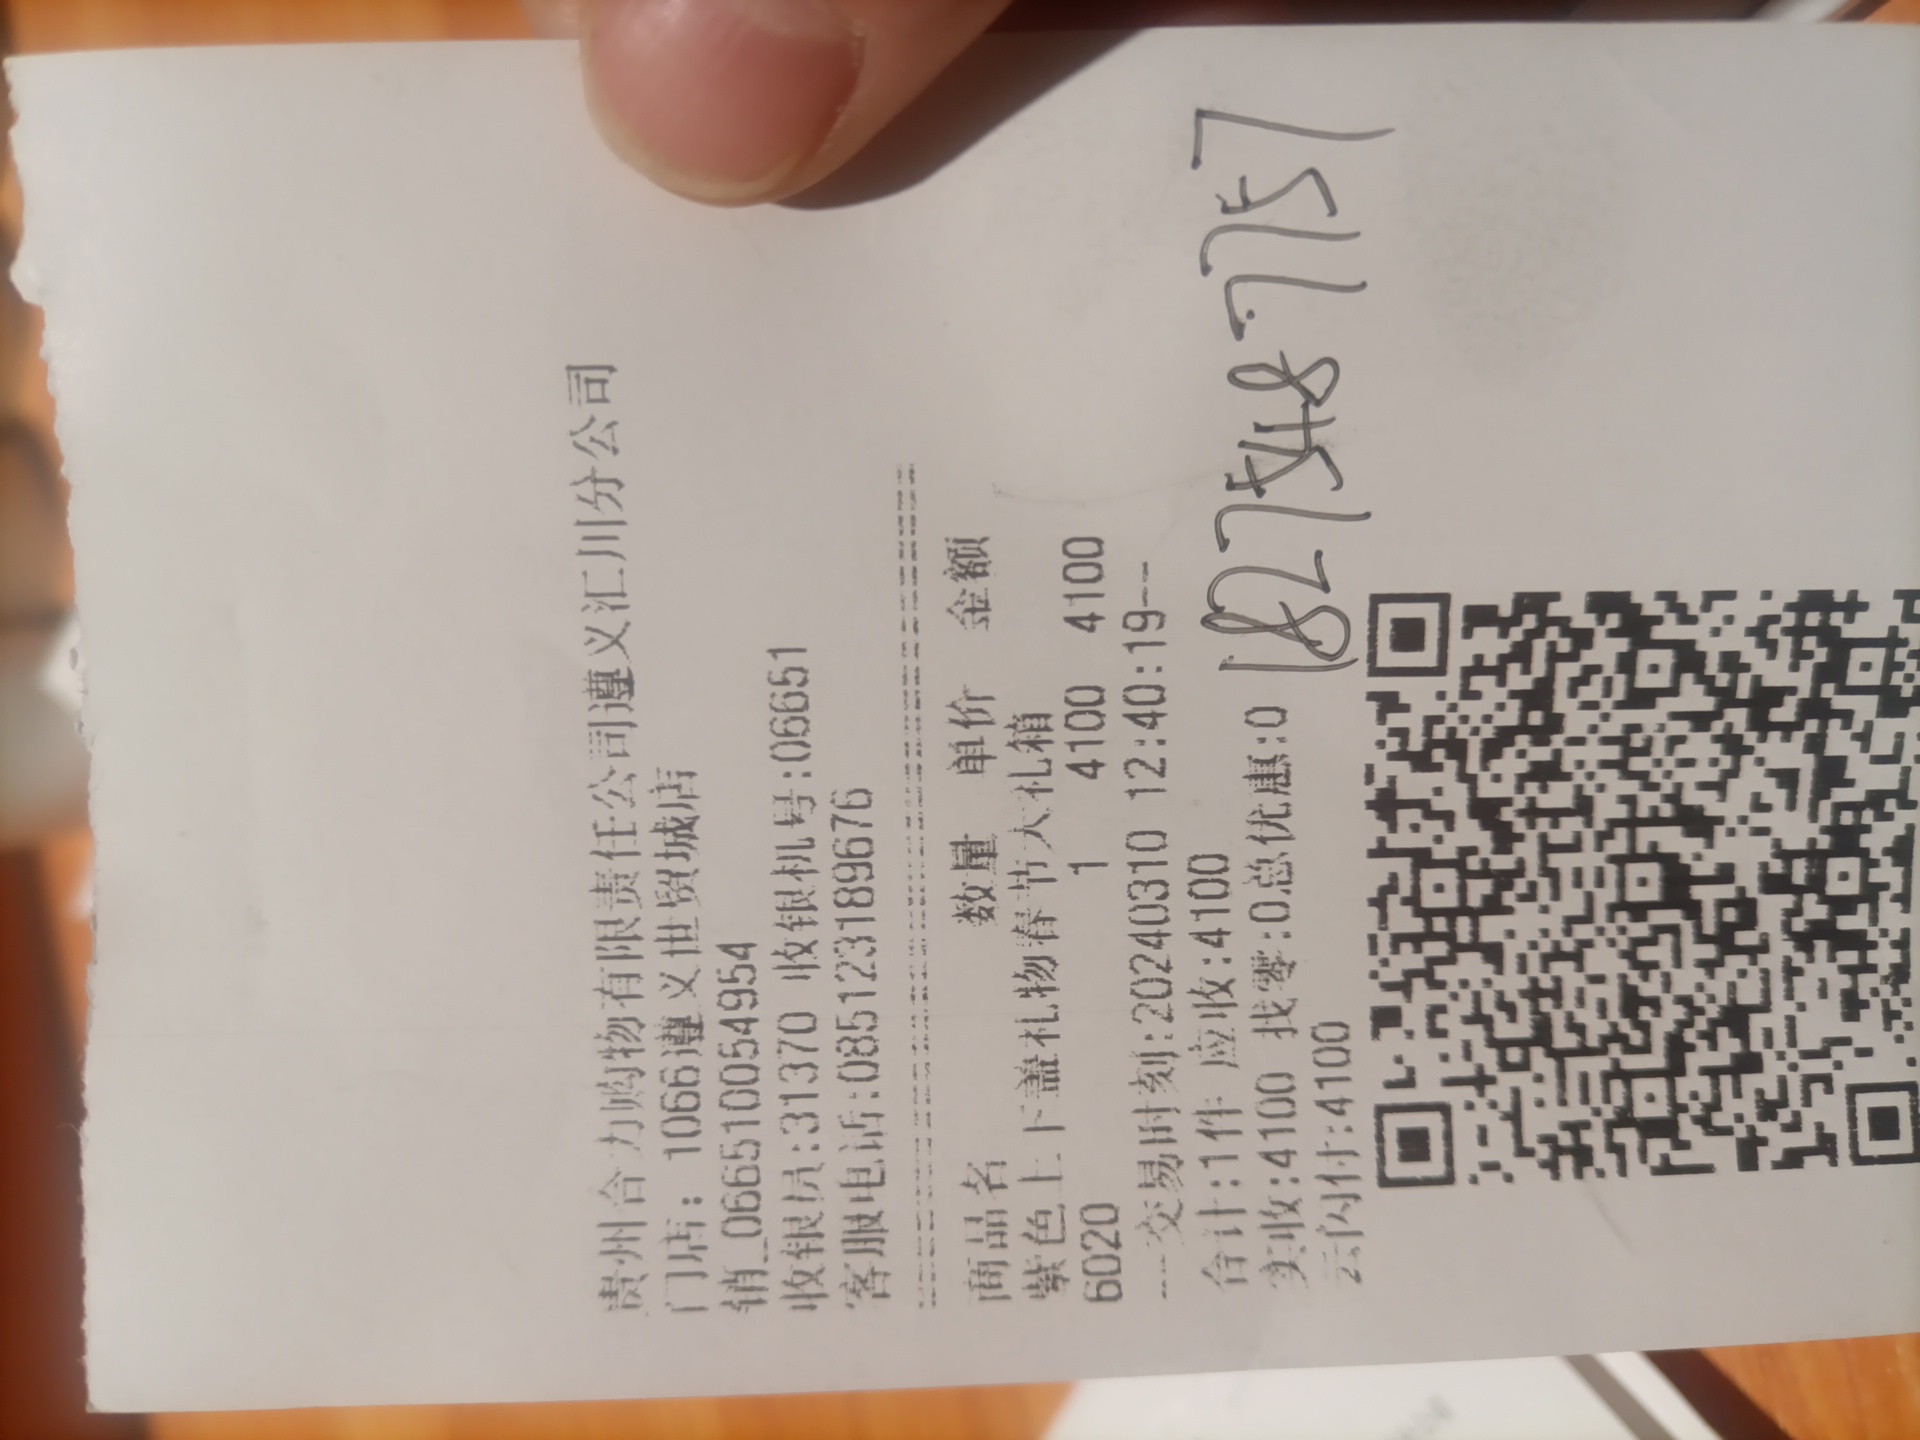 贵州合力购物有限责任公司遵义汇川分公司
门店：1066遵义世贸城店
销_066510054954
收银员:31370 收银机号:06651
客服电话:085123189676
商品名 数量 单价 金额
紫色上下盖礼物春节大礼箱
6020 1 4100 4100
---交易时刻:20240310 12:40:19--
合计:1件 应收:4100
实收:4100 找零:0总优惠:0
云闪付:4100